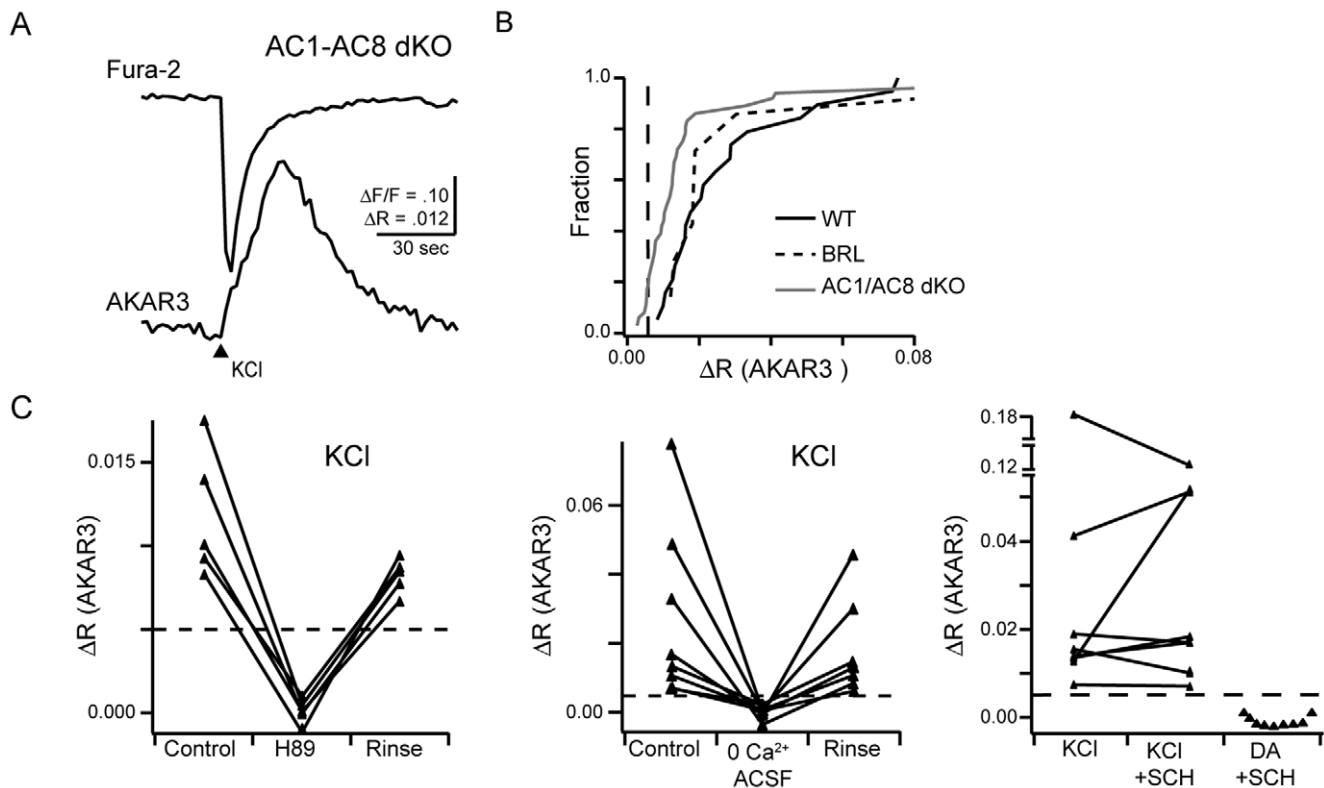 A
AC1-AC8 dKO
Fura-2
ΔF/F = .10
ΔR = .012
30 sec
AKAR3
KCl
B
1.0
Fraction
WT
BRL
AC1/AC8 dKO
0.0
0.00
0.08
ΔR (AKAR3 )
C
KCl
0.015
ΔR (AKAR3)
0.000
Control
H89
Rinse
KCl
0.06
ΔR (AKAR3)
0.00
Control
0 Ca²⁺
ACSF
Rinse
0.18
0.12
0.04
ΔR (AKAR3)
0.02
0.00
KCl
KCl
+SCH
DA
+SCH